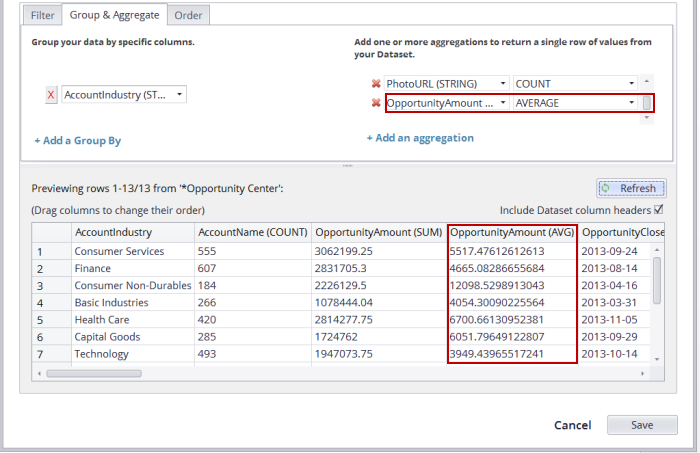 Filter Group & Aggregate Order
Group your data by specific columns.
Add one or more aggregations to return a single row of values from
your Dataset.
PhotoURL (STRING) COUNT
X AccountIndustry (ST...
OpportunityAmount ... AVERAGE
+ Add a Group By
+ Add an aggregation
Previewing rows 1-13/13 from '*Opportunity Center':
Refresh
(Drag columns to change their order)
Include Dataset column headers
AccountIndustry AccountName (COUNT) OpportunityAmount (SUM) OpportunityAmount (AVG) OpportunityClose
1 Consumer Services 555 3062199.25 5517.47612612613 2013-09-24
2 Finance 607 2831705.3 4665.08286655684 2013-08-14
3 Consumer Non-Durables 184 2226129.5 12098.5298913043 2013-04-16
4 Basic Industries 266 1078444.04 4054.30090225564 2013-03-31
5 Health Care 420 2814277.75 6700.66130952381 2013-11-05
6 Capital Goods 285 1724762 6051.79649122807 2013-09-29
7 Technology 493 1947073.75 3949.43965517241 2013-10-14
Cancel Save